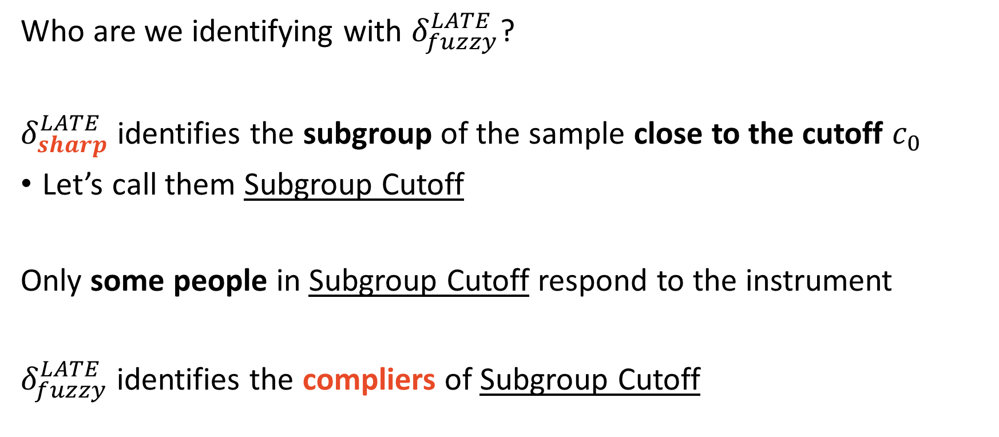 Who are we identifying with $\delta_{fuzzy}^{LATE}$?
$\delta_{sharp}^{LATE}$ identifies the subgroup of the sample close to the cutoff $c_0$
• Let’s call them Subgroup Cutoff
Only some people in Subgroup Cutoff respond to the instrument
$\delta_{fuzzy}^{LATE}$ identifies the compliers of Subgroup Cutoff